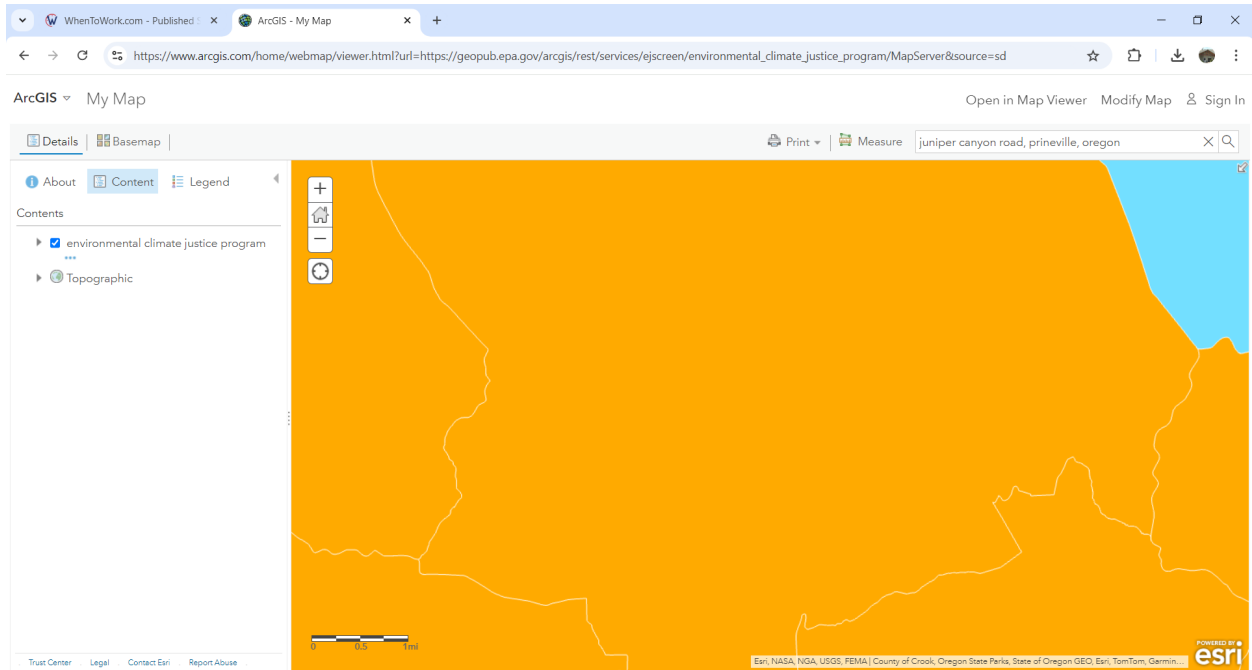 WhenToWork.com - Published S
ArcGIS - My Map
https://www.arcgis.com/home/webmap/viewer.html?url=https://geopub.epa.gov/arcgis/rest/services/ejscreen/environmental_climate_justice_program/MapServer&source=sd
ArcGIS My Map
Open in Map Viewer Modify Map Sign In
Details Basemap
Print Measure juniper canyon road, prineville, oregon
About Content Legend
Contents
environmental climate justice program
Topographic
0 0.5 1mi
Trust Center Legal Contact Esri Report Abuse
Esri, NASA, NGA, USGS, FEMA | County of Crook, Oregon State Parks, State of Oregon GEO, Esri, TomTom, Garmin...
POWERED BY
esri